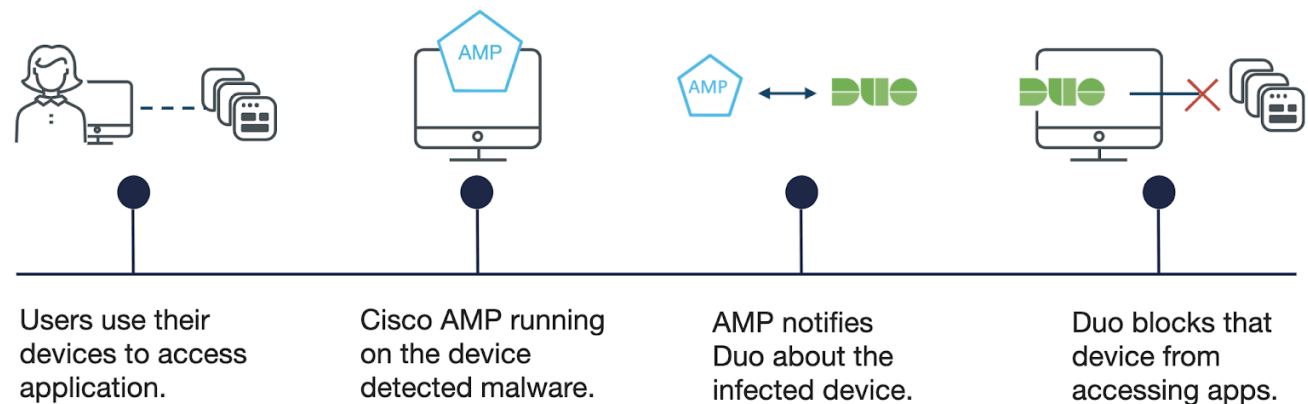 AMP
AMP
DUO
DUO
Users use their
devices to access
application.
Cisco AMP running
on the device
detected malware.
AMP notifies
Duo about the
infected device.
Duo blocks that
device from
accessing apps.